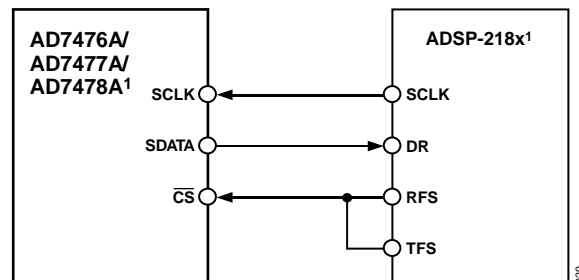 AD7476A/
AD7477A/
AD7478A¹
ADSP-218x¹
SCLK
SCLK
SDATA
DR
CS
RFS
TFS